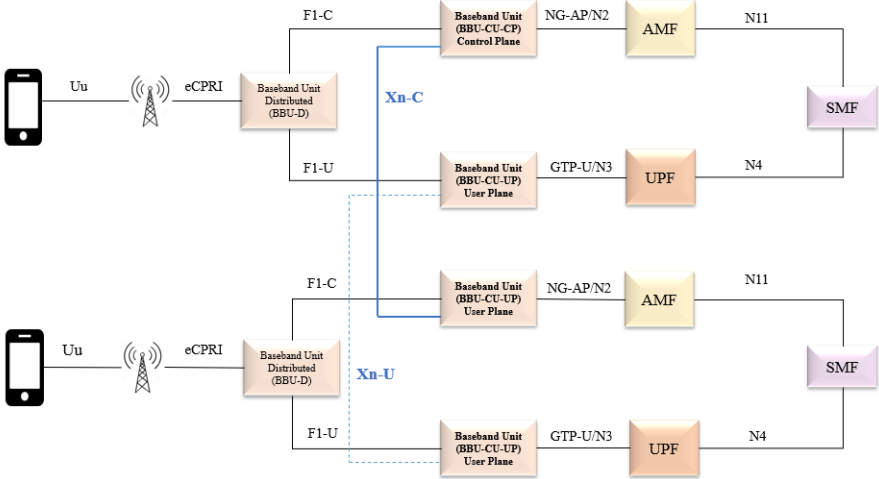 F1-C
Baseband Unit
(BBU-CU-CP)
Control Plane
NG-AP/N2
AMF
N11
Uu
eCPRI
Baseband Unit
Distributed
(BBU-D)
Xn-C
SMF
F1-U
Baseband Unit
(BBU-CU-UP)
User Plane
GTP-U/N3
UPF
N4
F1-C
Baseband Unit
(BBU-CU-UP)
User Plane
NG-AP/N2
AMF
N11
Uu
eCPRI
Baseband Unit
Distributed
(BBU-D)
Xn-U
SMF
F1-U
Baseband Unit
(BBU-CU-UP)
User Plane
GTP-U/N3
UPF
N4